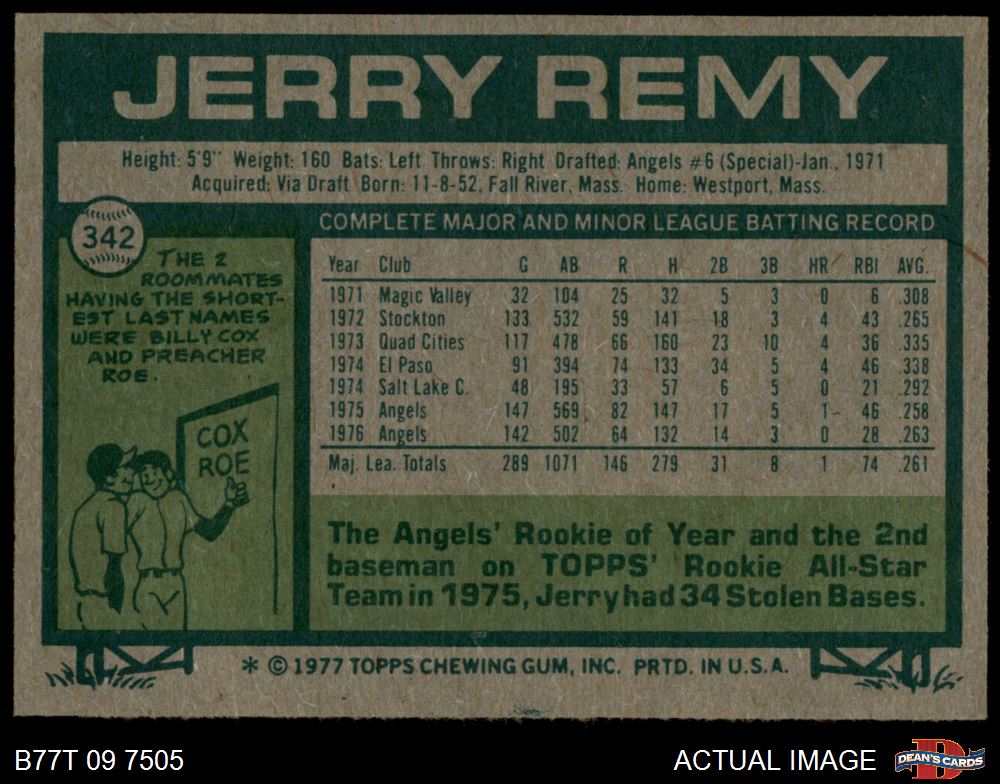 JERRY REMY
Height: 5'9" Weight: 160 Bats: Left Throws: Right Drafted: Angels #6 (Special)-Jan., 1971
Acquired: Via Draft Born: 11-8-52, Fall River, Mass. Home: Westport, Mass.
342
THE 2
ROOMMATES
HAVING THE SHORT-
EST LAST NAMES
WERE BILLY COX
AND PREACHER
ROE.
COX
ROE
COMPLETE MAJOR AND MINOR LEAGUE BATTING RECORD
Year Club G AB R H 2B 3B HR RBI AVG.
1971 Magic Valley 32 104 25 32 5 3 0 6 .308
1972 Stockton 133 532 59 141 18 3 4 43 .265
1973 Quad Cities 117 478 66 160 23 10 4 36 .335
1974 El Paso 91 394 74 133 34 5 4 46 .338
1974 Salt Lake C. 48 195 33 57 6 5 0 21 .292
1975 Angels 147 569 82 147 17 5 1 46 .258
1976 Angels 142 502 64 132 14 3 0 28 .263
Maj. Lea. Totals 289 1071 146 279 31 8 1 74 .261
The Angels' Rookie of Year and the 2nd
baseman on TOPPS' Rookie All-Star
Team in 1975, Jerry had 34 Stolen Bases.
* © 1977 TOPPS CHEWING GUM, INC. PRTD. IN U.S.A.
B77T 09 7505
ACTUAL IMAGE
D
DEAN'S CARDS